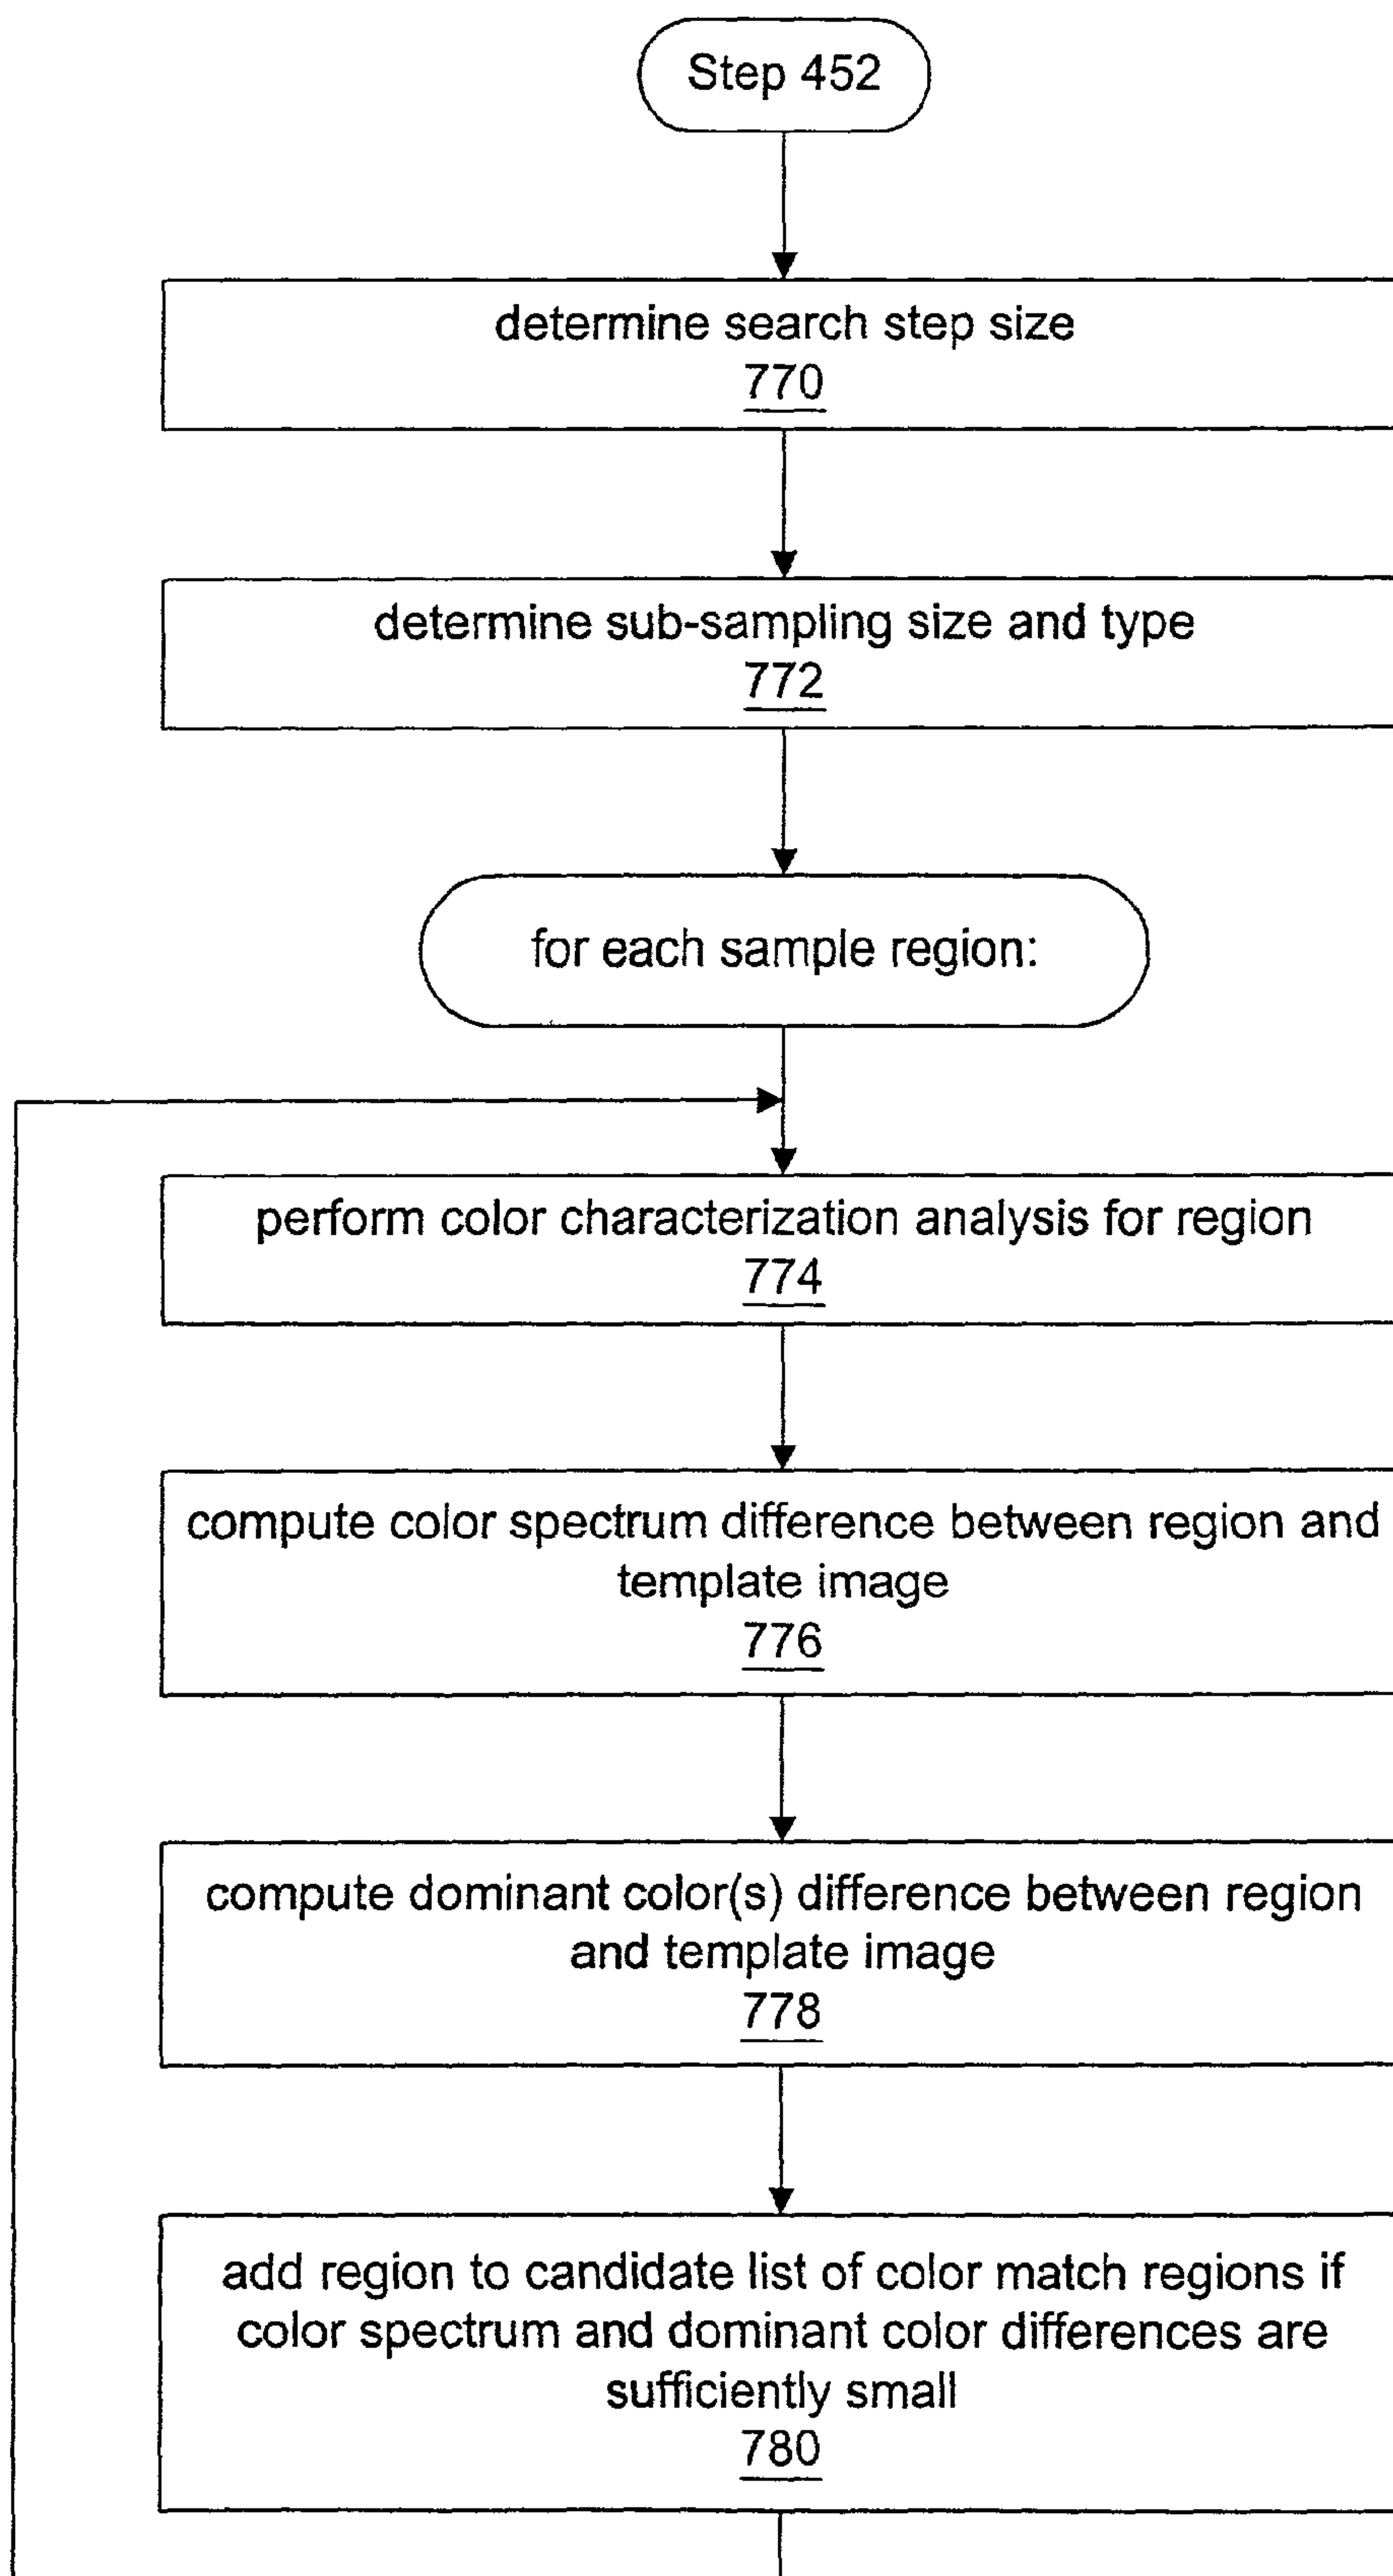 Step 452
determine search step size
770
determine sub-sampling size and type
772
for each sample region:
perform color characterization analysis for region
774
compute color spectrum difference between region and
template image
776
compute dominant color(s) difference between region
and template image
778
add region to candidate list of color match regions if
color spectrum and dominant color differences are
sufficiently small
780